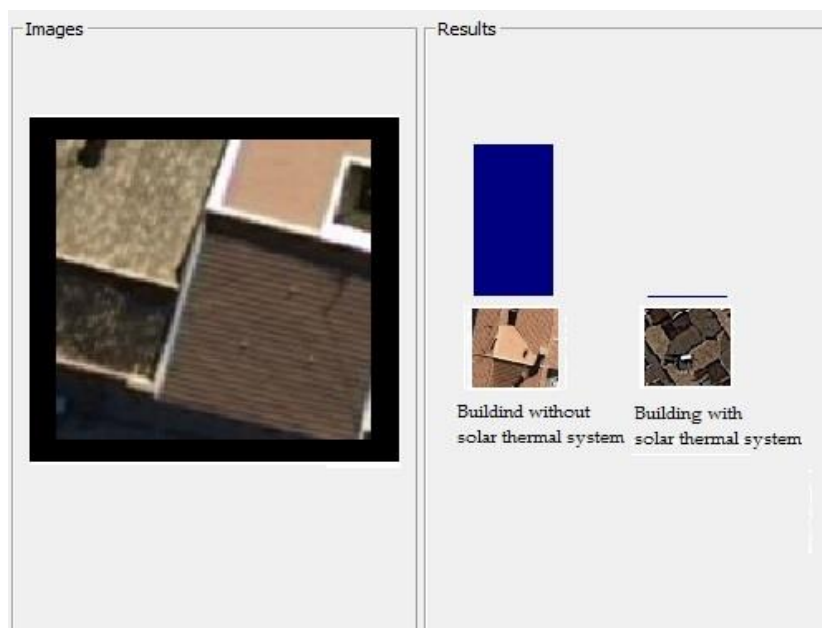 Images
Results
Buildind without
solar thermal system
Building with
solar thermal system